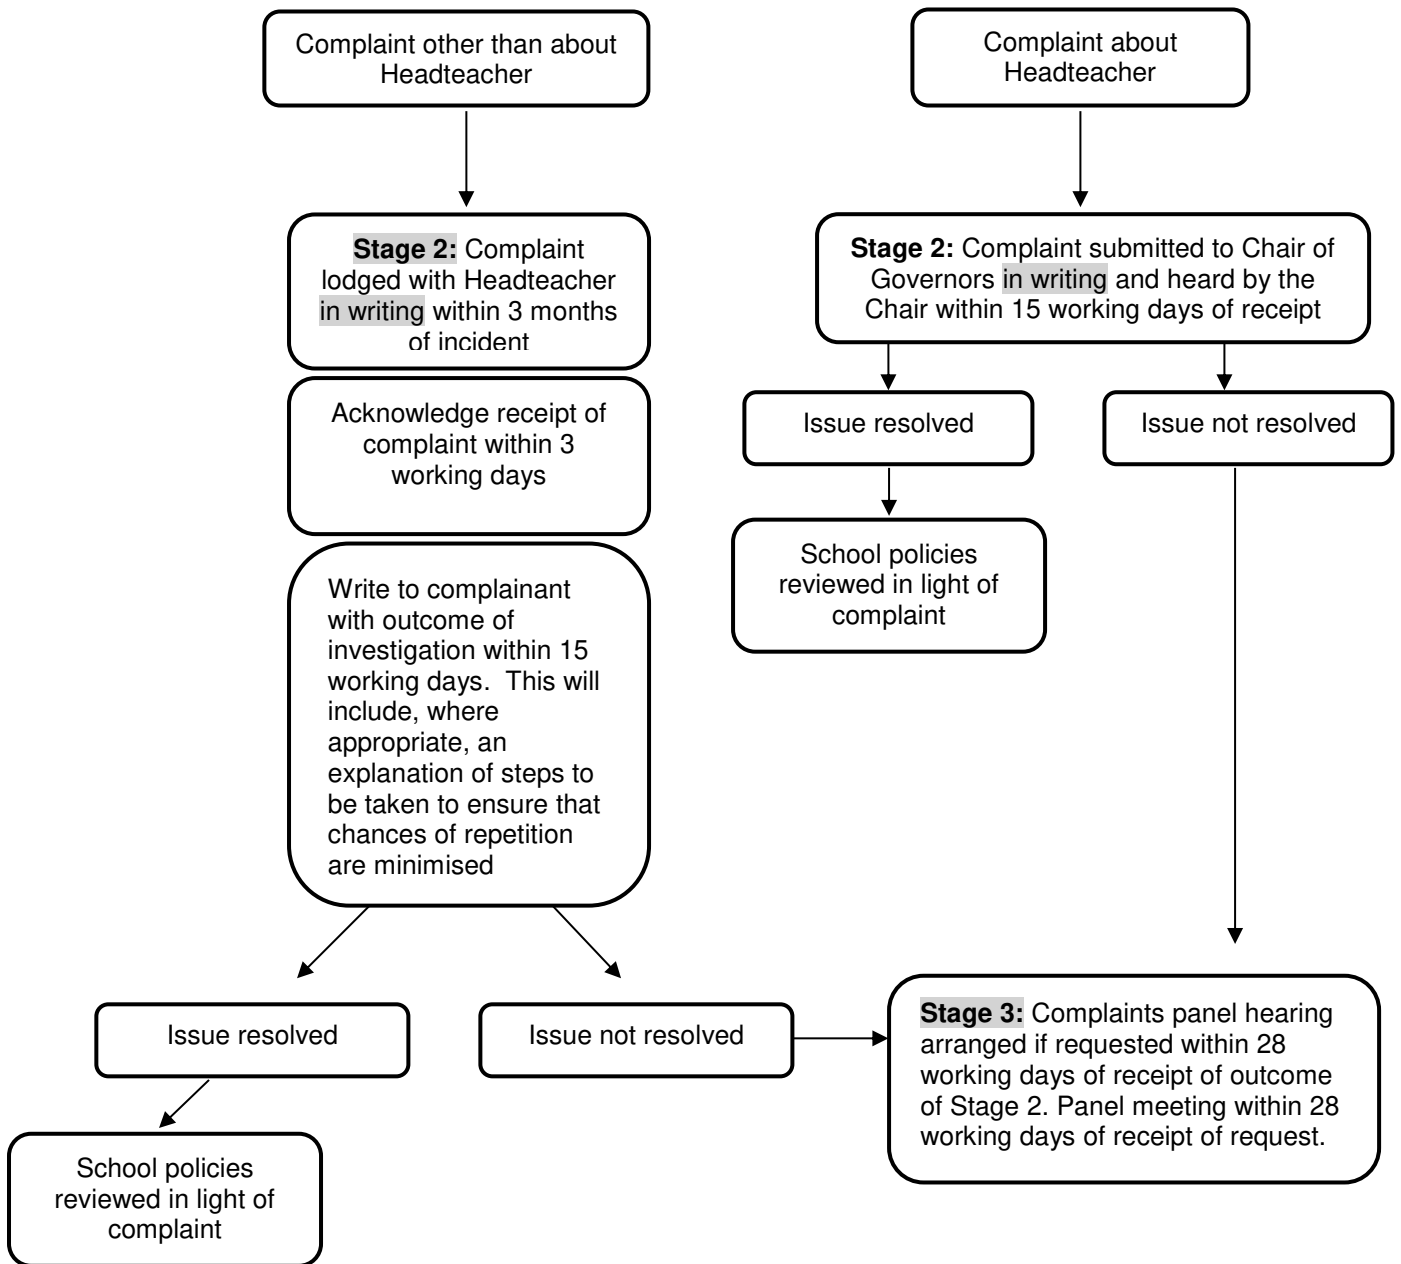 Complaint other than about
Headteacher
Complaint about
Headteacher
Stage 2: Complaint
lodged with Headteacher
in writing within 3 months
of incident
Stage 2: Complaint submitted to Chair of
Governors in writing and heard by the
Chair within 15 working days of receipt
Acknowledge receipt of
complaint within 3
working days
Issue resolved
Issue not resolved
School policies
reviewed in light of
complaint
Write to complainant
with outcome of
investigation within 15
working days.  This will
include, where
appropriate, an
explanation of steps to
be taken to ensure that
chances of repetition
are minimised
Issue resolved
Issue not resolved
Stage 3: Complaints panel hearing
arranged if requested within 28
working days of receipt of outcome
of Stage 2. Panel meeting within 28
working days of receipt of request.
School policies
reviewed in light of
complaint